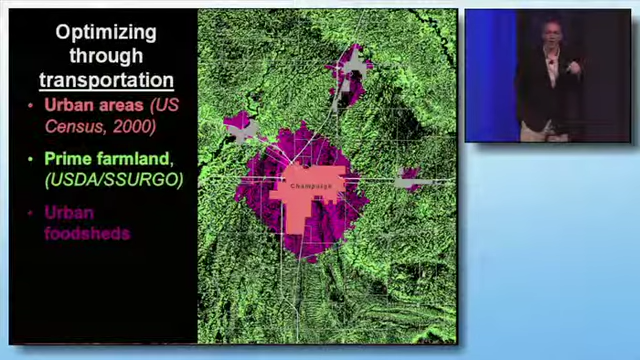 Optimizing
through
transportation
• Urban areas (US
Census, 2000)
• Prime farmland,
(USDA/SSURGO)
• Urban
foodsheds
Champaign